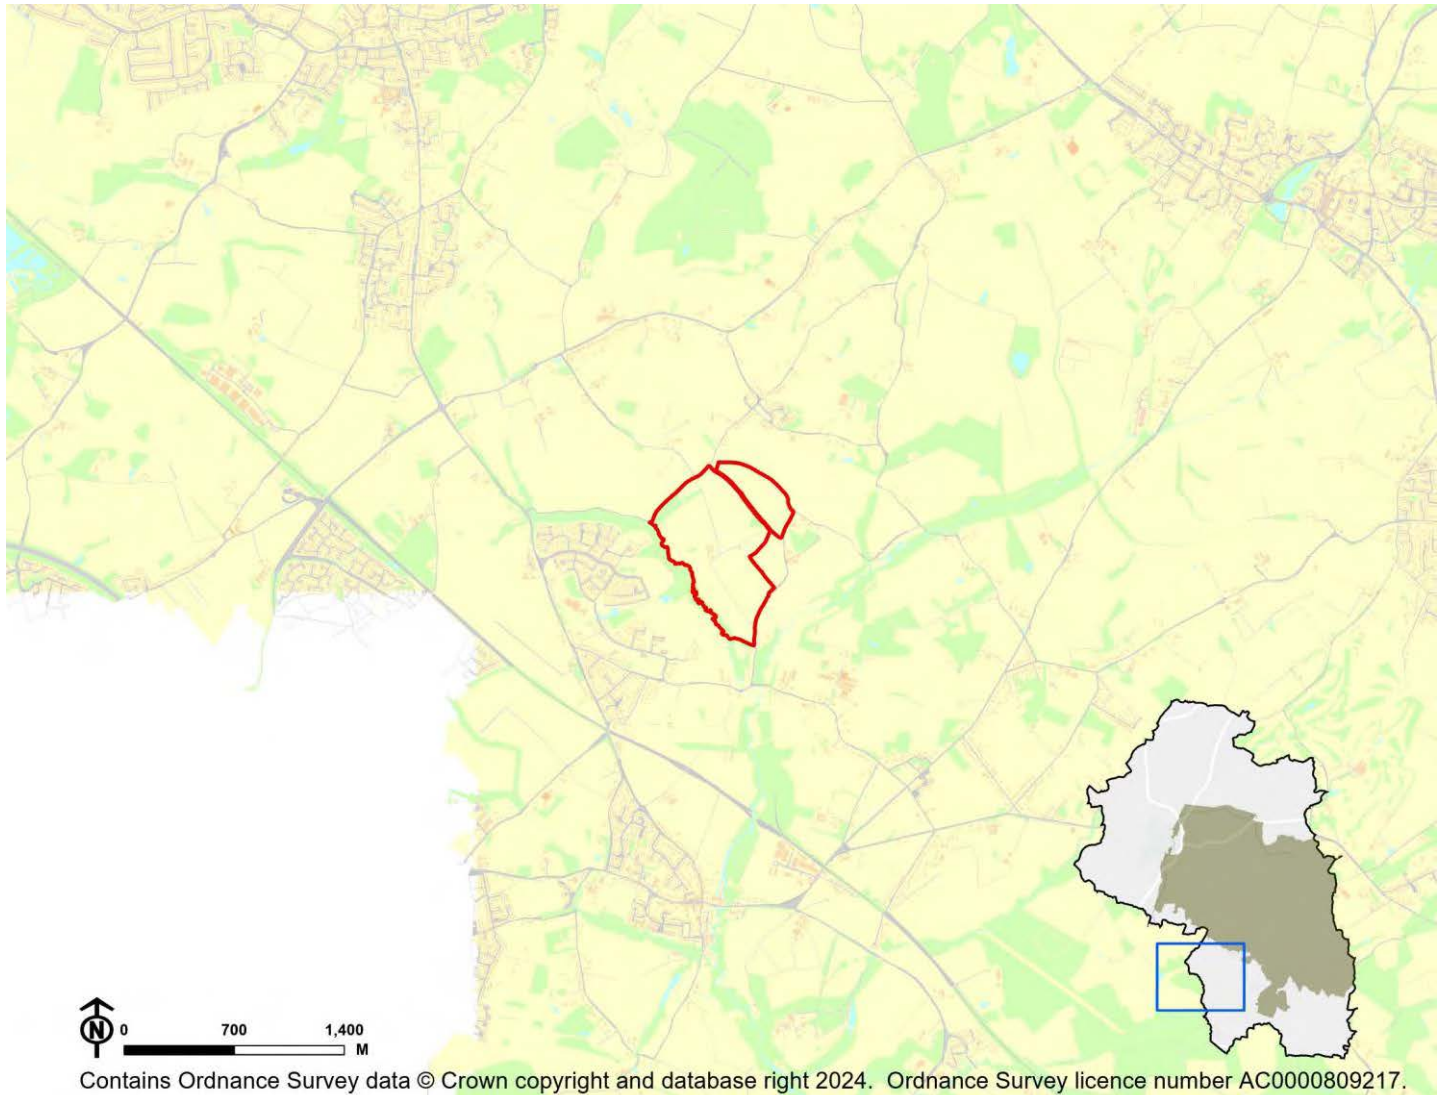 N
0 700 1,400
M
Contains Ordnance Survey data © Crown copyright and database right 2024. Ordnance Survey licence number AC0000809217.